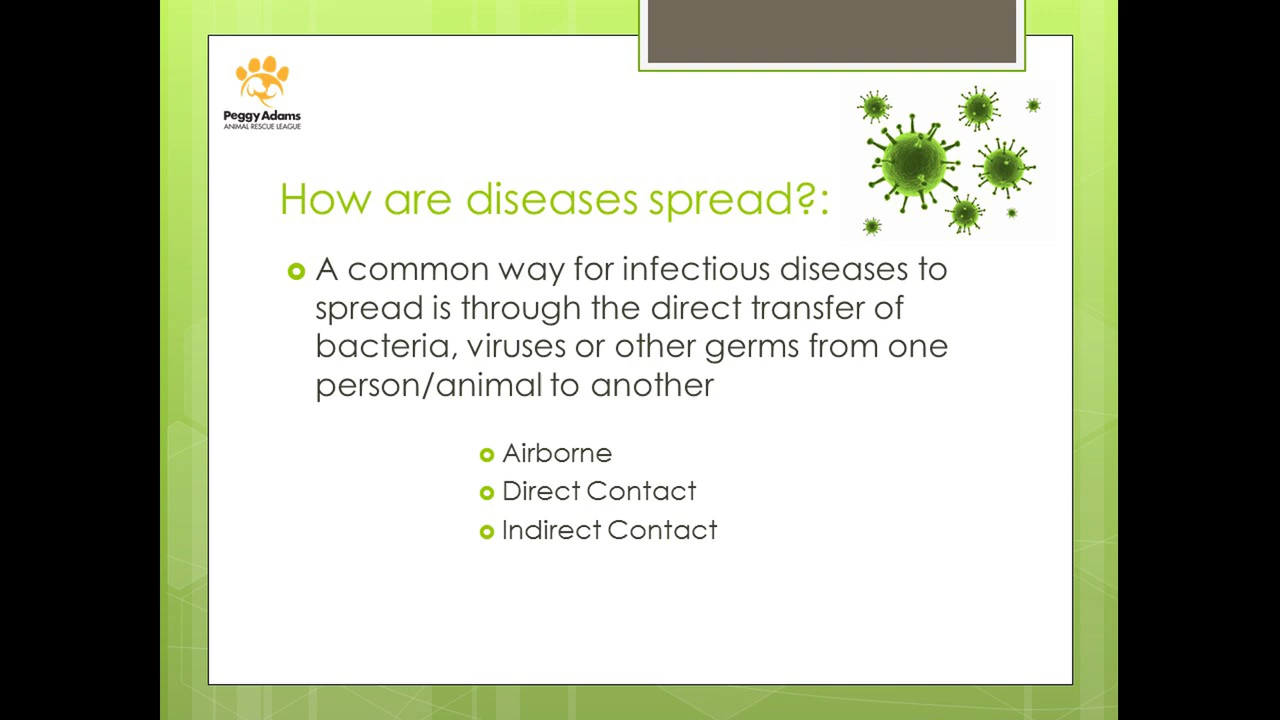 Peggy Adams
ANIMAL RESCUE LEAGUE
How are diseases spread?:
A common way for infectious diseases to
spread is through the direct transfer of
bacteria, viruses or other germs from one
person/animal to another
Airborne
Direct Contact
Indirect Contact